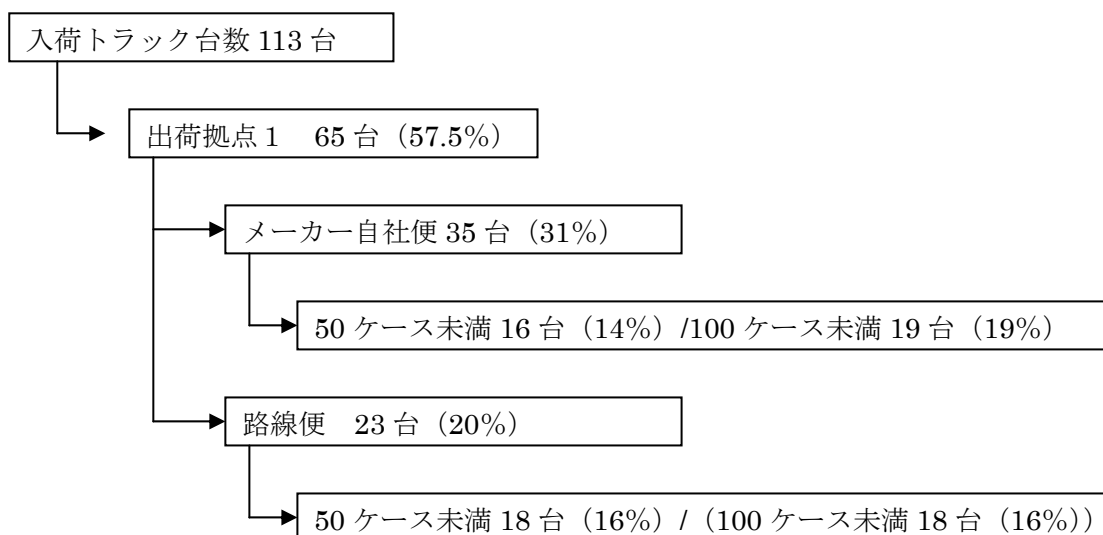 入荷トラック台数 113 台
出荷拠点 1　65 台（57.5%）
メーカー自社便 35 台（31%）
50 ケース未満 16 台（14%）/100 ケース未満 19 台（19%）
路線便　23 台（20%）
50 ケース未満 18 台（16%）/（100 ケース未満 18 台（16%））